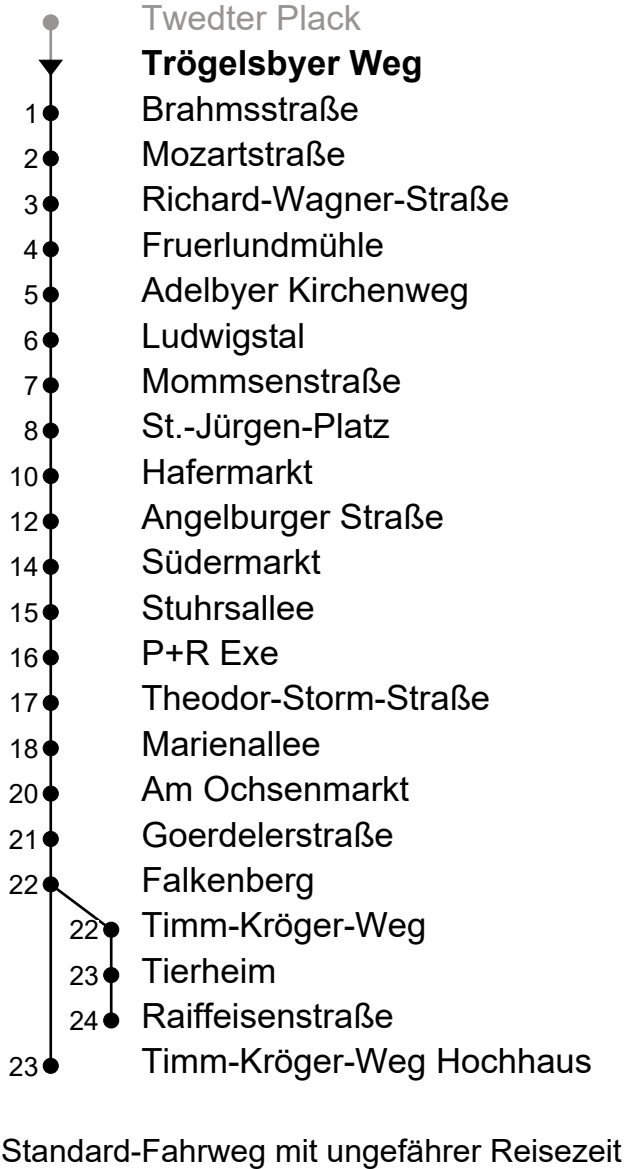 Twedter Plack
Trögelsbyer Weg
1 Brahmsstraße
2 Mozartstraße
3 Richard-Wagner-Straße
4 Fruerlundmühle
5 Adelbyer Kirchenweg
6 Ludwigstal
7 Mommsenstraße
8 St.-Jürgen-Platz
10 Hafermarkt
12 Angelburger Straße
14 Südermarkt
15 Stuhrsallee
16 P+R Exe
17 Theodor-Storm-Straße
18 Marienallee
20 Am Ochsenmarkt
21 Goerdelerstraße
22 Falkenberg
22 Timm-Kröger-Weg
23 Tierheim
24 Raiffeisenstraße
23 Timm-Kröger-Weg Hochhaus
Standard-Fahrweg mit ungefährer Reisezeit